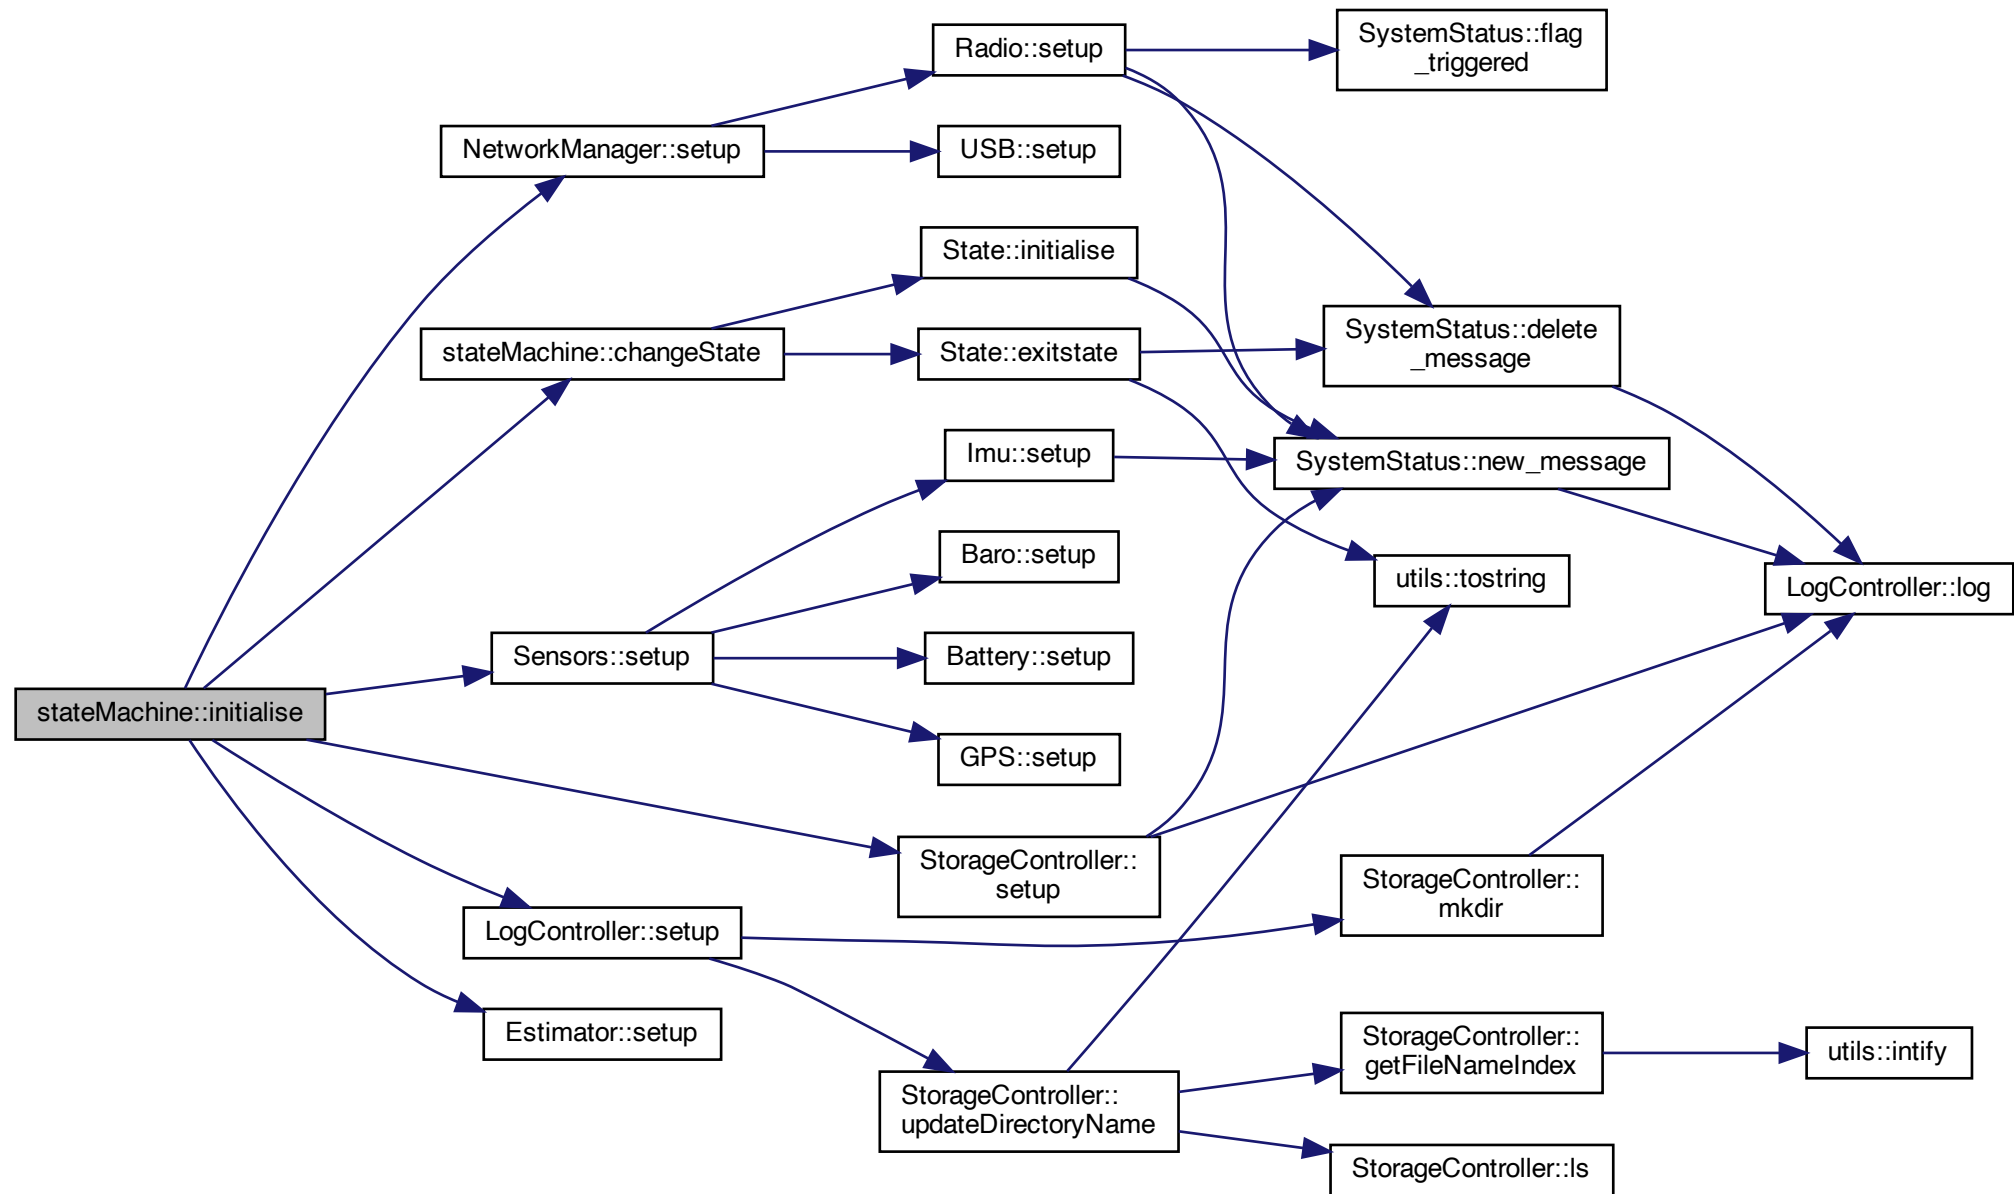 Radio::setup
SystemStatus::flag
_triggered
NetworkManager::setup
USB::setup
State::initialise
stateMachine::changeState
State::exitstate
SystemStatus::delete
_message
Imu::setup
SystemStatus::new_message
Baro::setup
utils::tostring
LogController::log
Sensors::setup
Battery::setup
stateMachine::initialise
GPS::setup
StorageController::
setup
StorageController::
mkdir
LogController::setup
Estimator::setup
StorageController::
updateDirectoryName
StorageController::
getFileNameIndex
utils::intify
StorageController::ls